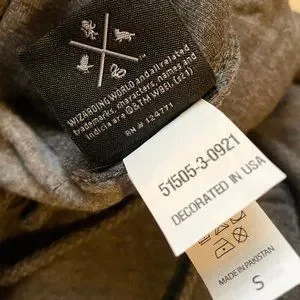 WIZARDING WORLD and all related
trademarks, characters, names and
indicia are ©&TM WBEI. (s21)
RN # 124771
51505-3-0921
DECORATED IN USA
MADE IN PAKISTAN
S